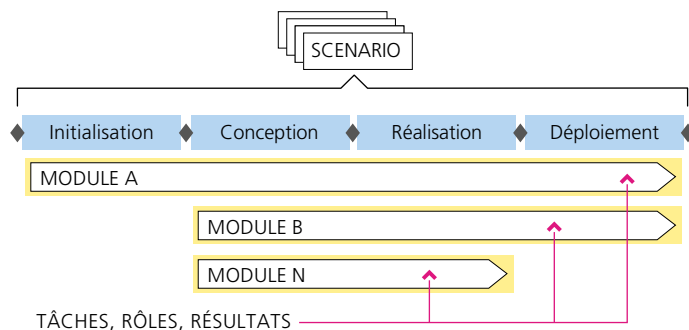 SCENARIO
Initialisation Conception Réalisation Déploiement
MODULE A
MODULE B
MODULE N
TÂCHES, RÔLES, RÉSULTATS